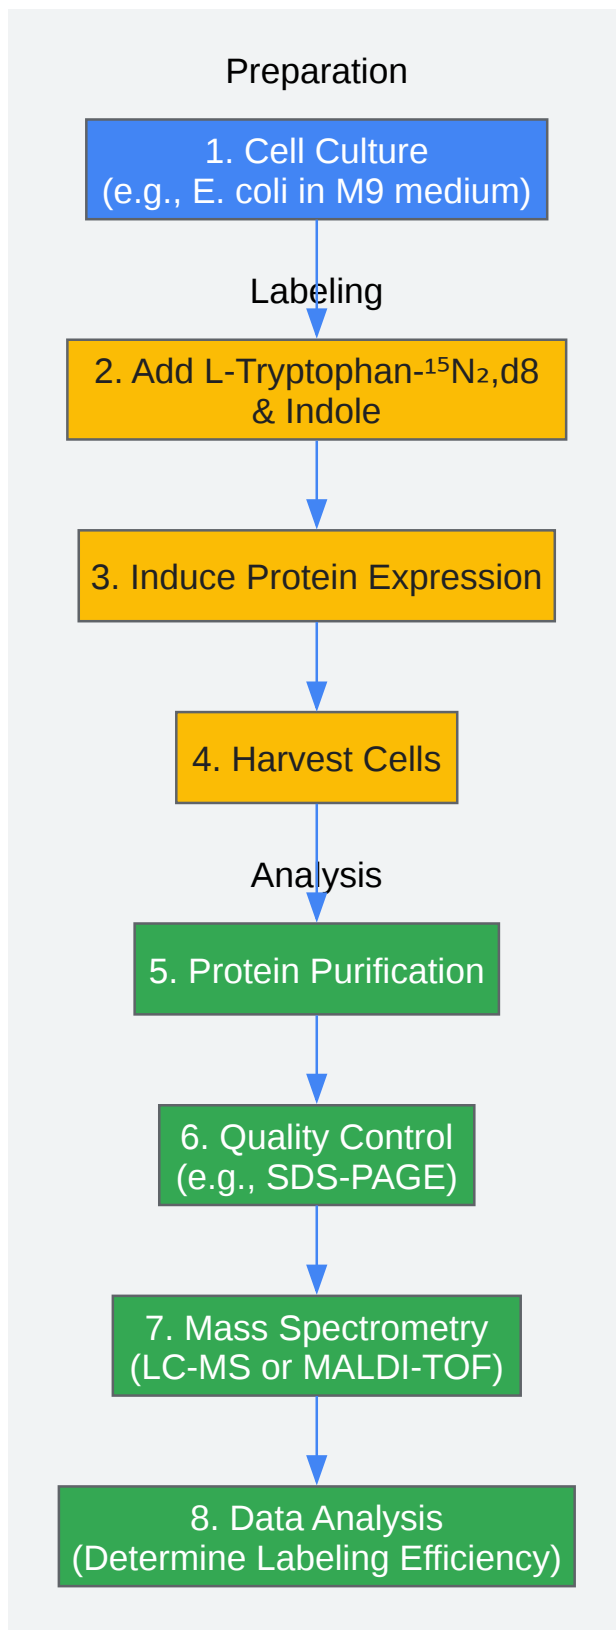 Preparation
1. Cell Culture
(e.g., E. coli in M9 medium)
Labeling
2. Add L-Tryptophan-¹⁵N₂,d8
& Indole
3. Induce Protein Expression
4. Harvest Cells
Analysis
5. Protein Purification
6. Quality Control
(e.g., SDS-PAGE)
7. Mass Spectrometry
(LC-MS or MALDI-TOF)
8. Data Analysis
(Determine Labeling Efficiency)